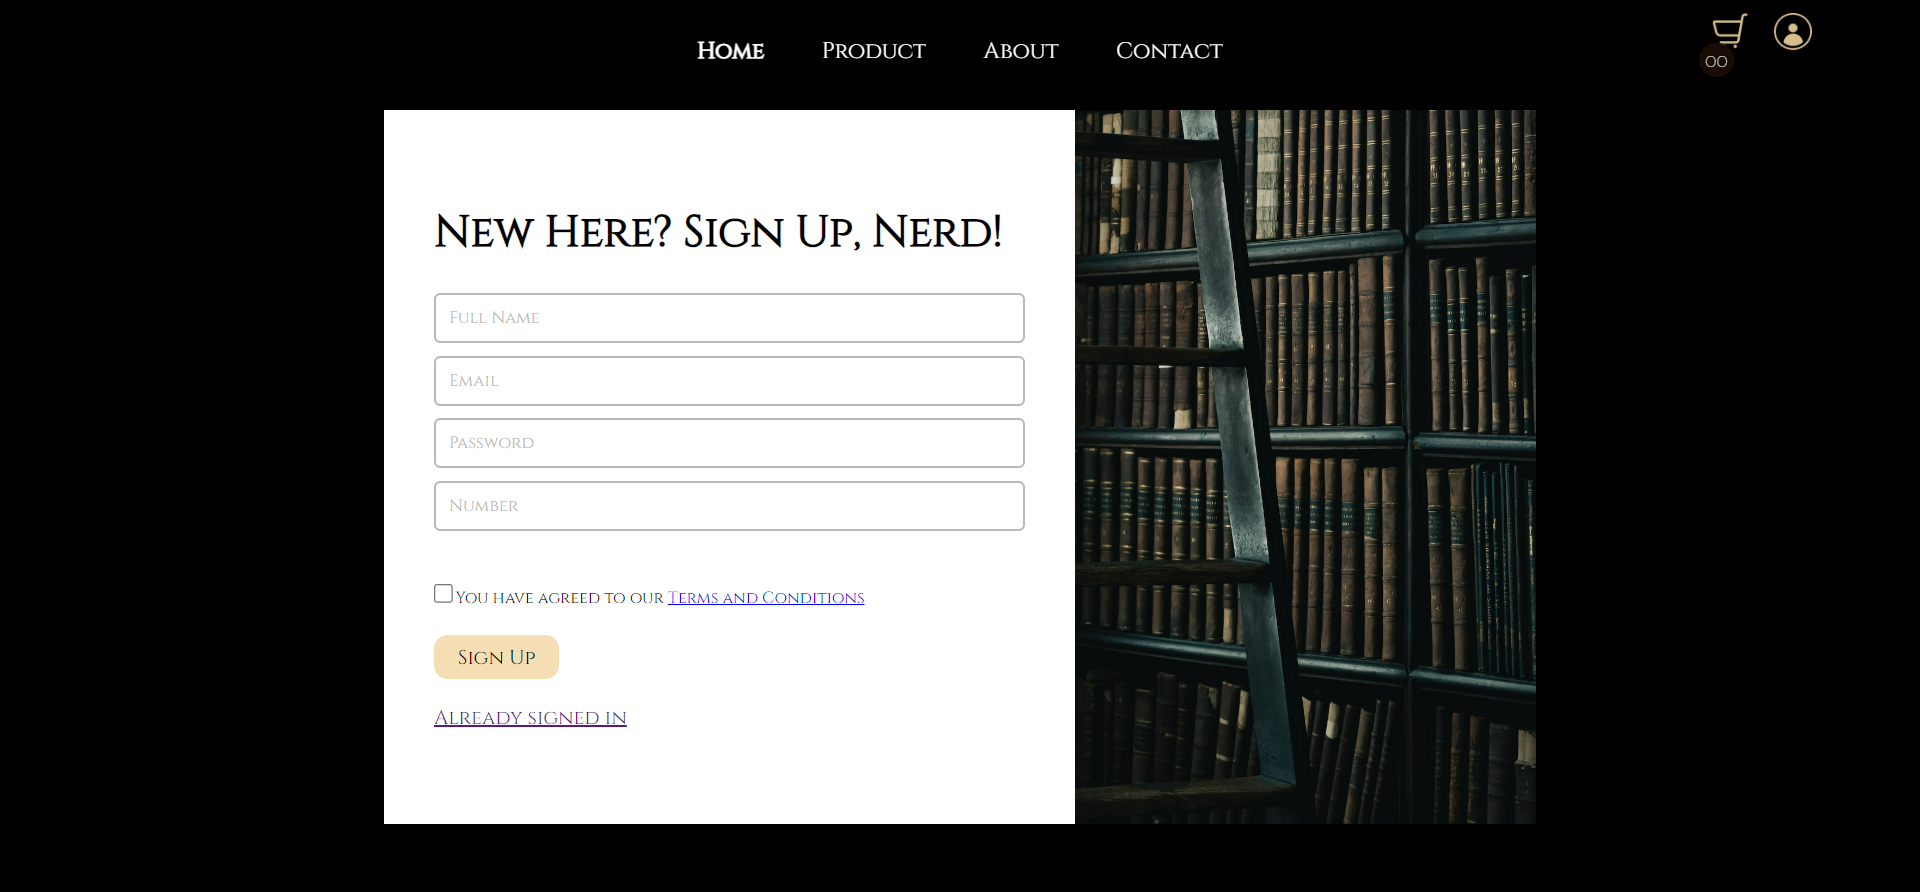 Home Product About Contact
00
New Here? Sign Up, Nerd!
Full Name
Email
Password
Number
You have agreed to our Terms and Conditions
Sign Up
Already signed in